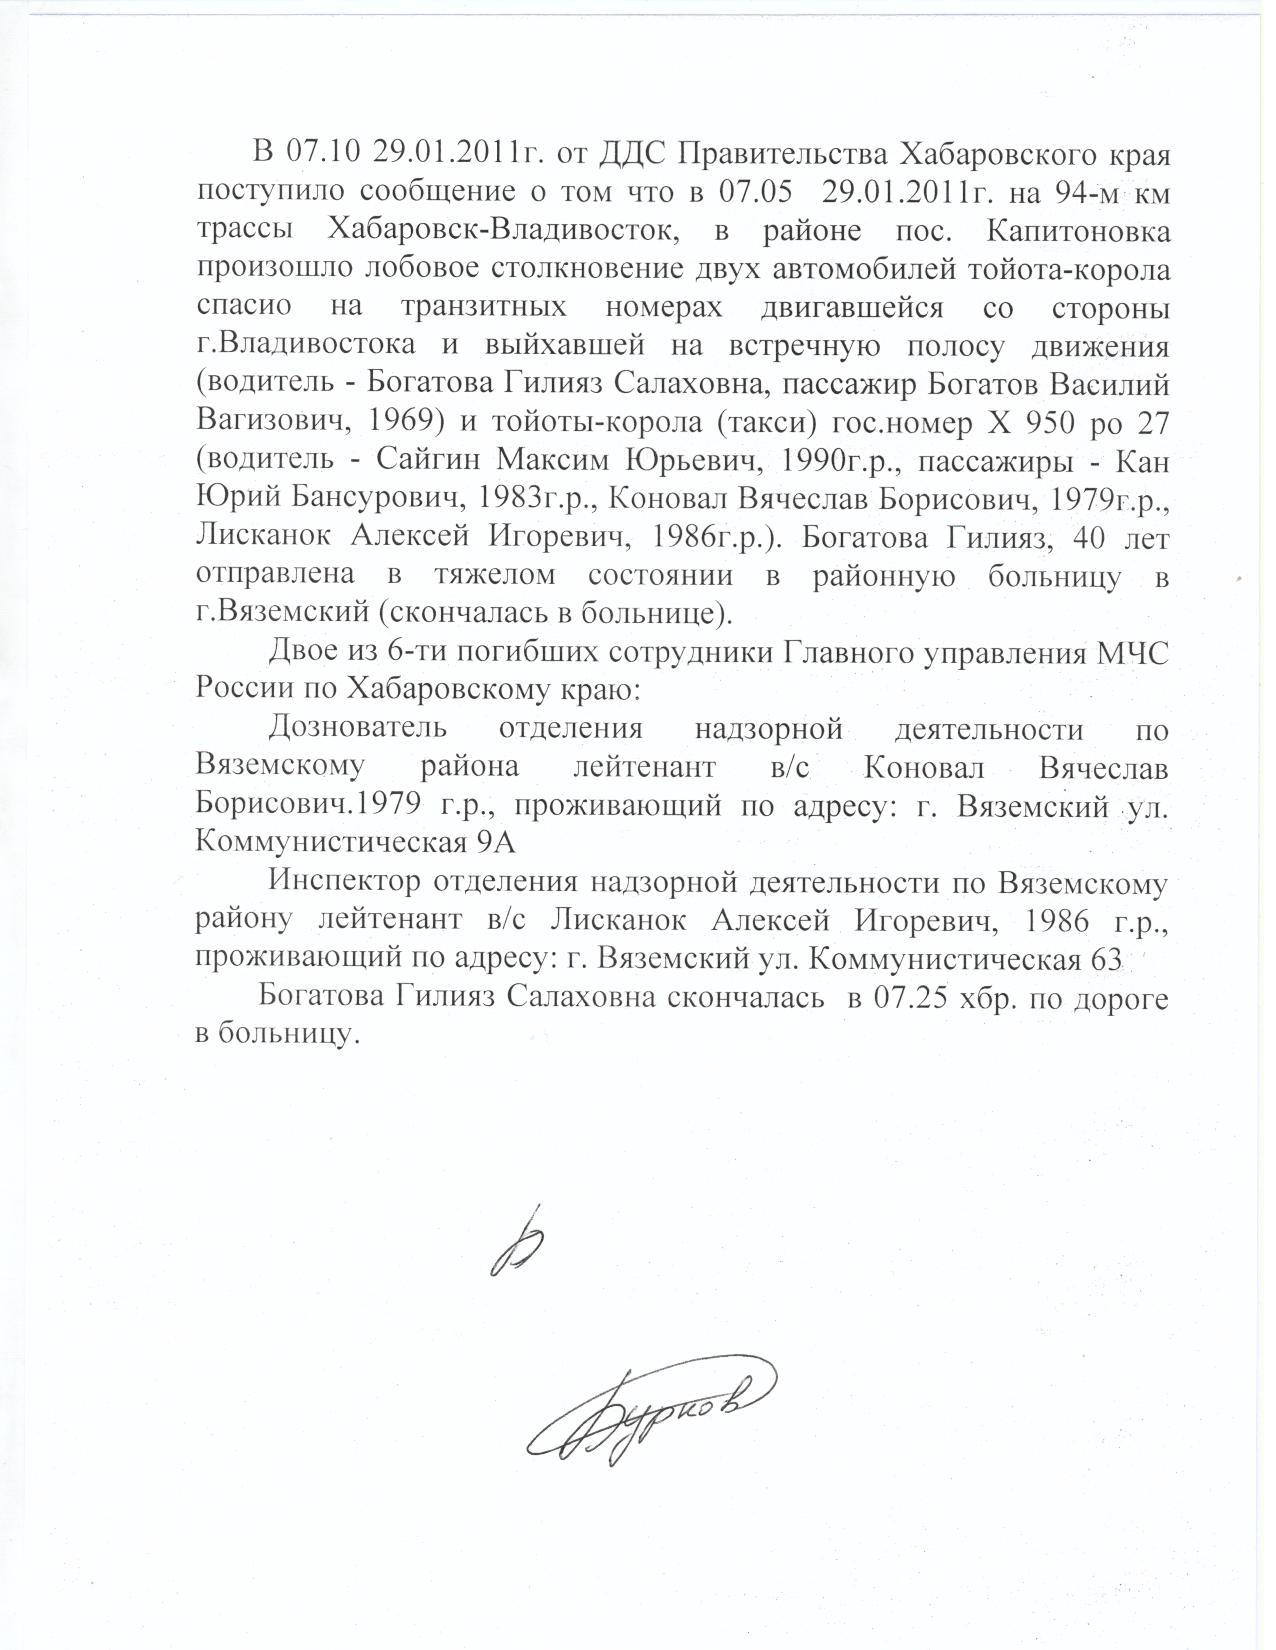 В 07.10 29.01.2011г. от ДДС Правительства Хабаровского края
поступило сообщение о том что в 07.05 29.01.2011г. на 94-м км
трассы Хабаровск-Владивосток, в районе пос. Капитоновка
произошло лобовое столкновение двух автомобилей тойота-корола
спасио на транзитных номерах двигавшейся со стороны
г.Владивостока и выйхавшей на встречную полосу движения
(водитель - Богатова Гилияз Салаховна, пассажир Богатов Василий
Вагизович, 1969) и тойоты-корола (такси) гос.номер Х 950 ро 27
(водитель - Сайгин Максим Юрьевич, 1990г.р., пассажиры - Кан
Юрий Бансурович, 1983г.р., Коновал Вячеслав Борисович, 1979г.р.,
Лисканок Алексей Игоревич, 1986г.р.). Богатова Гилияз, 40 лет
отправлена в тяжелом состоянии в районную больницу в
г.Вяземский (скончалась в больнице).
Двое из 6-ти погибших сотрудники Главного управления МЧС
России по Хабаровскому краю:
Дознователь отделения надзорной деятельности по
Вяземскому района лейтенант в/с Коновал Вячеслав
Борисович.1979 г.р., проживающий по адресу: г. Вяземский ул.
Коммунистическая 9А
Инспектор отделения надзорной деятельности по Вяземскому
району лейтенант в/с Лисканок Алексей Игоревич, 1986 г.р.,
проживающий по адресу: г. Вяземский ул. Коммунистическая 63
Богатова Гилияз Салаховна скончалась в 07.25 хбр. по дороге
в больницу.
Бурков